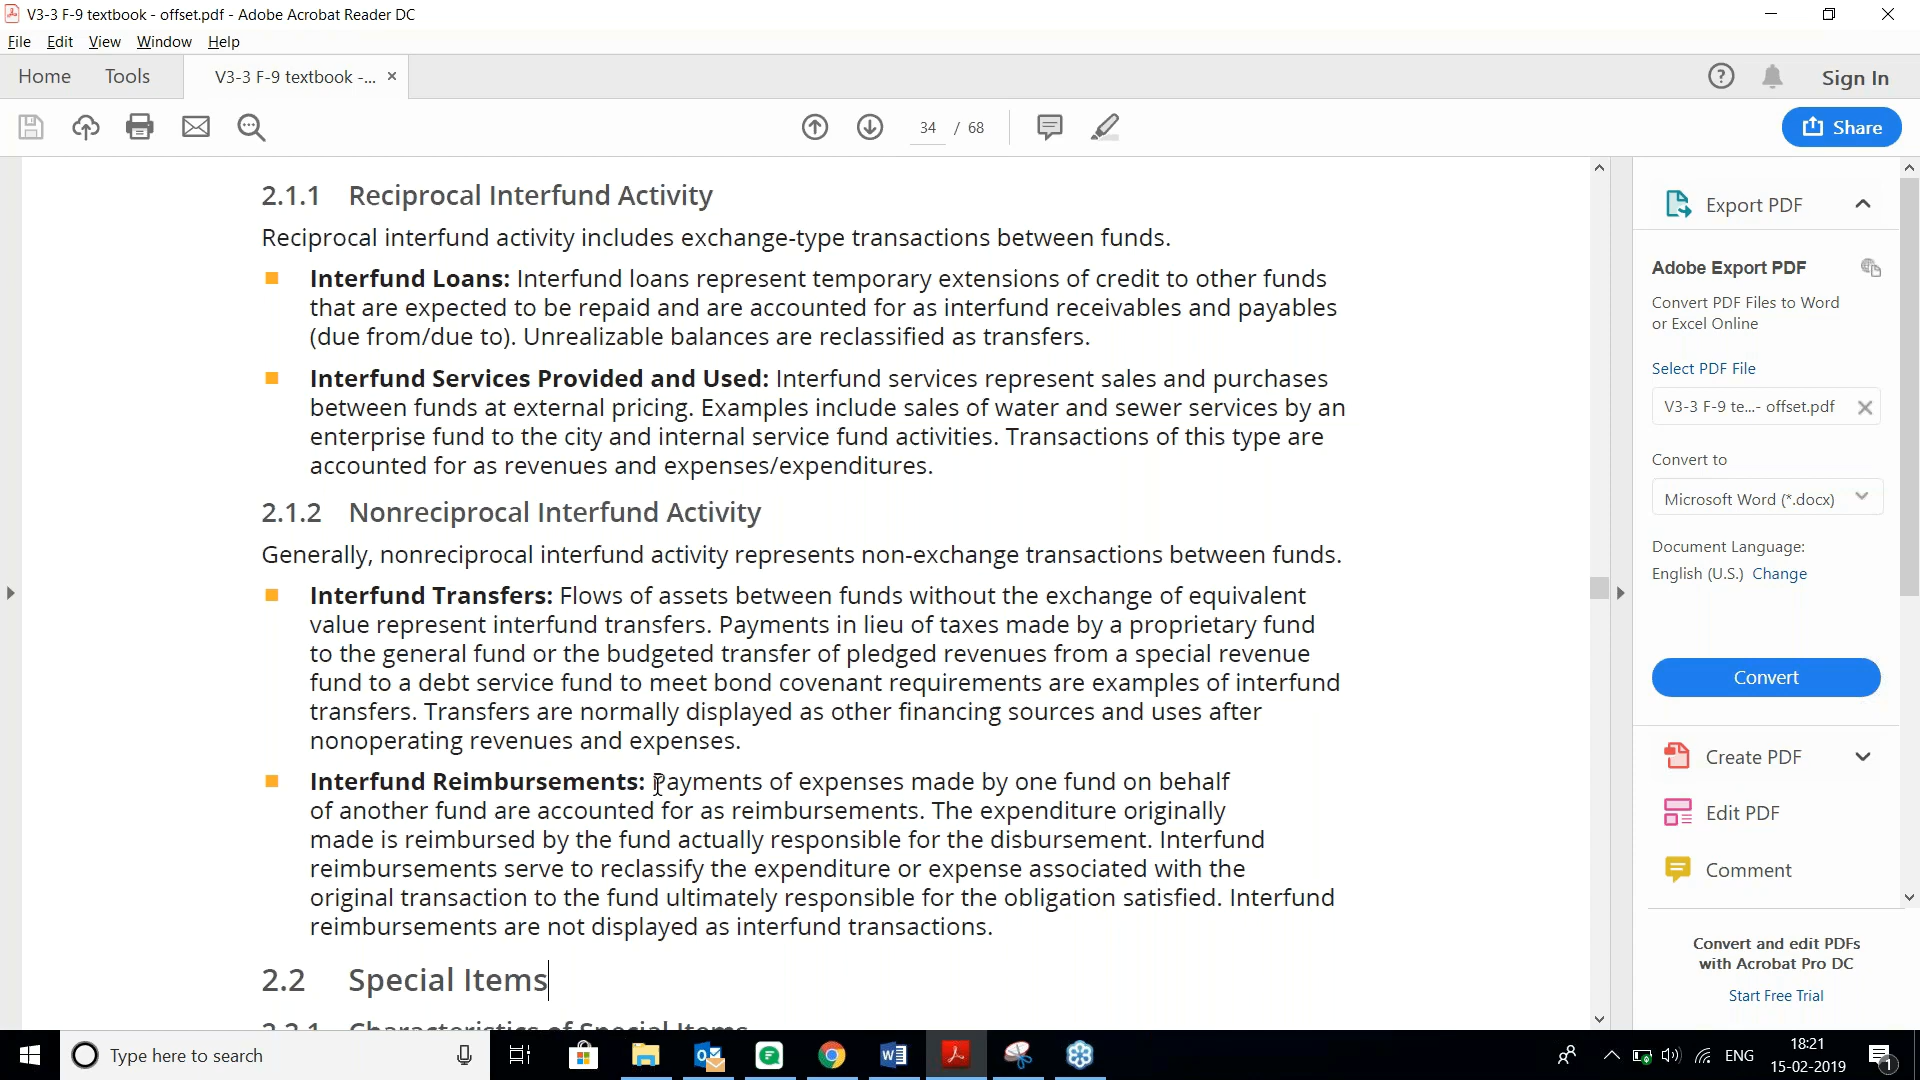 V3-3 F-9 textbook - offset.pdf - Adobe Acrobat Reader DC
File Edit View Window Help
Home Tools V3-3 F-9 textbook -... ×
Sign In
34 / 68
Share
2.1.1 Reciprocal Interfund Activity
Reciprocal interfund activity includes exchange-type transactions between funds.
Interfund Loans: Interfund loans represent temporary extensions of credit to other funds
that are expected to be repaid and are accounted for as interfund receivables and payables
(due from/due to). Unrealizable balances are reclassified as transfers.
Interfund Services Provided and Used: Interfund services represent sales and purchases
between funds at external pricing. Examples include sales of water and sewer services by an
enterprise fund to the city and internal service fund activities. Transactions of this type are
accounted for as revenues and expenses/expenditures.
2.1.2 Nonreciprocal Interfund Activity
Generally, nonreciprocal interfund activity represents non-exchange transactions between funds.
Interfund Transfers: Flows of assets between funds without the exchange of equivalent
value represent interfund transfers. Payments in lieu of taxes made by a proprietary fund
to the general fund or the budgeted transfer of pledged revenues from a special revenue
fund to a debt service fund to meet bond covenant requirements are examples of interfund
transfers. Transfers are normally displayed as other financing sources and uses after
nonoperating revenues and expenses.
Interfund Reimbursements: Payments of expenses made by one fund on behalf
of another fund are accounted for as reimbursements. The expenditure originally
made is reimbursed by the fund actually responsible for the disbursement. Interfund
reimbursements serve to reclassify the expenditure or expense associated with the
original transaction to the fund ultimately responsible for the obligation satisfied. Interfund
reimbursements are not displayed as interfund transactions.
2.2 Special Items
2.2.1 Characteristics of Special Items
Export PDF
Adobe Export PDF
Convert PDF Files to Word
or Excel Online
Select PDF File
V3-3 F-9 te...- offset.pdf
Convert to
Microsoft Word (*.docx)
Document Language:
English (U.S.) Change
Convert
Create PDF
Edit PDF
Comment
Convert and edit PDFs
with Acrobat Pro DC
Start Free Trial
Type here to search
ENG
18:21
15-02-2019
1